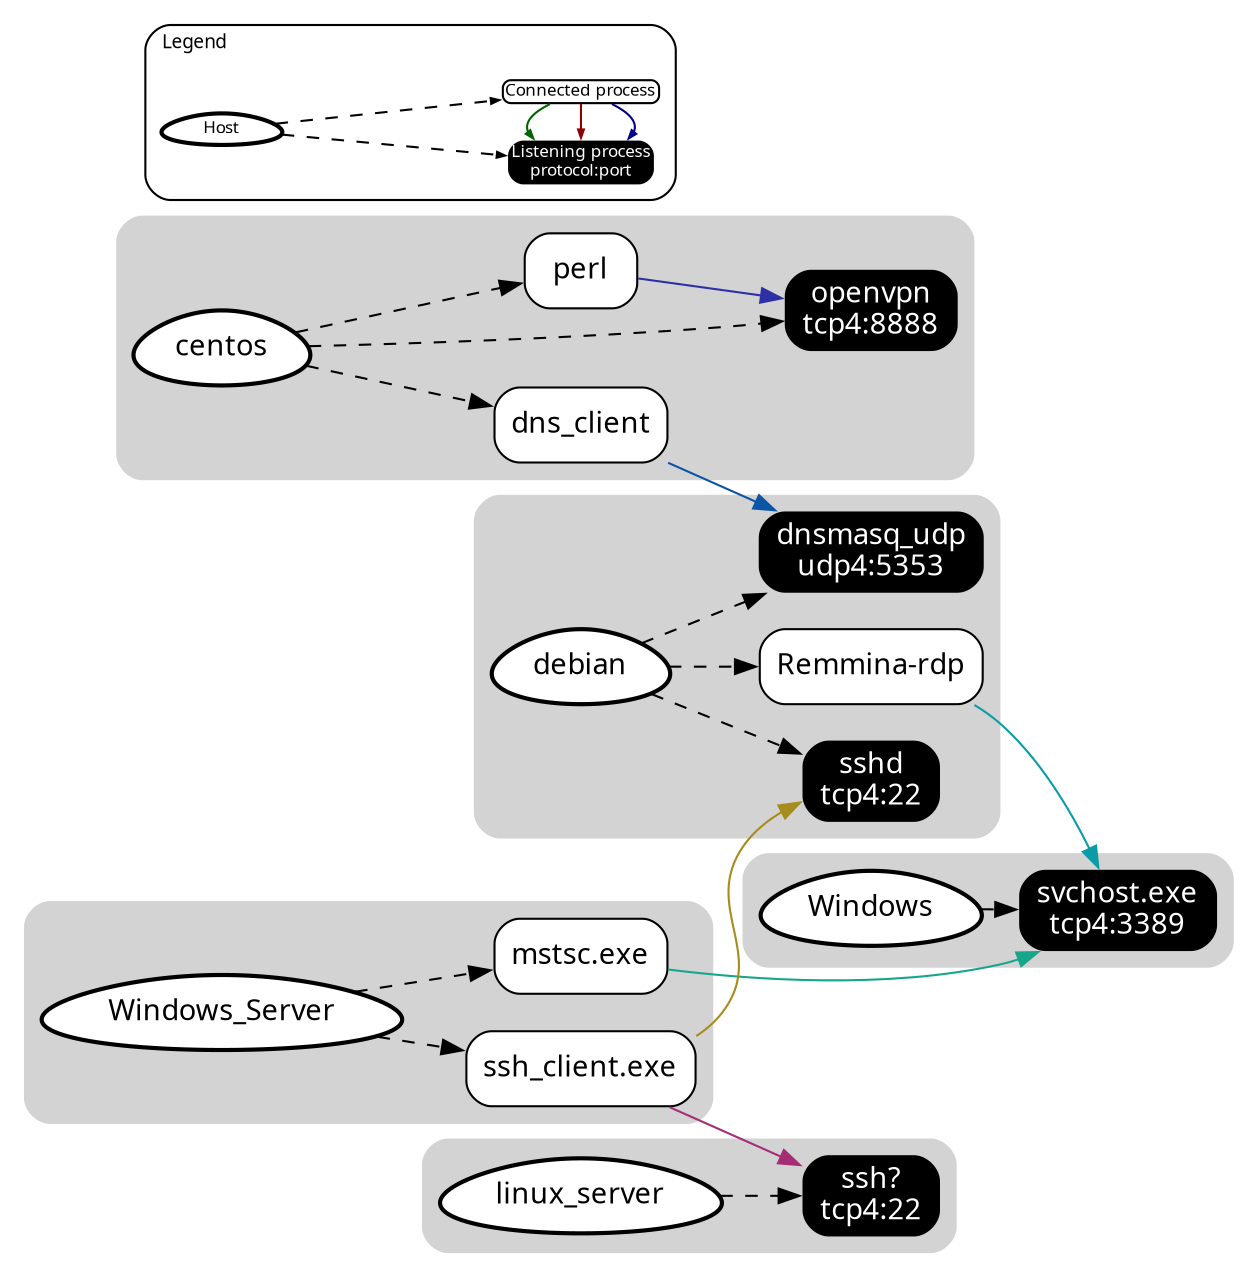 Legend
Connected process
Host
Listening process
protocol:port
perl
openvpn
tcp4:8888
centos
dns_client
dnsmasq_udp
udp4:5353
debian
Remmina-rdp
sshd
tcp4:22
Windows
svchost.exe
tcp4:3389
mstsc.exe
Windows_Server
ssh_client.exe
linux_server
ssh?
tcp4:22